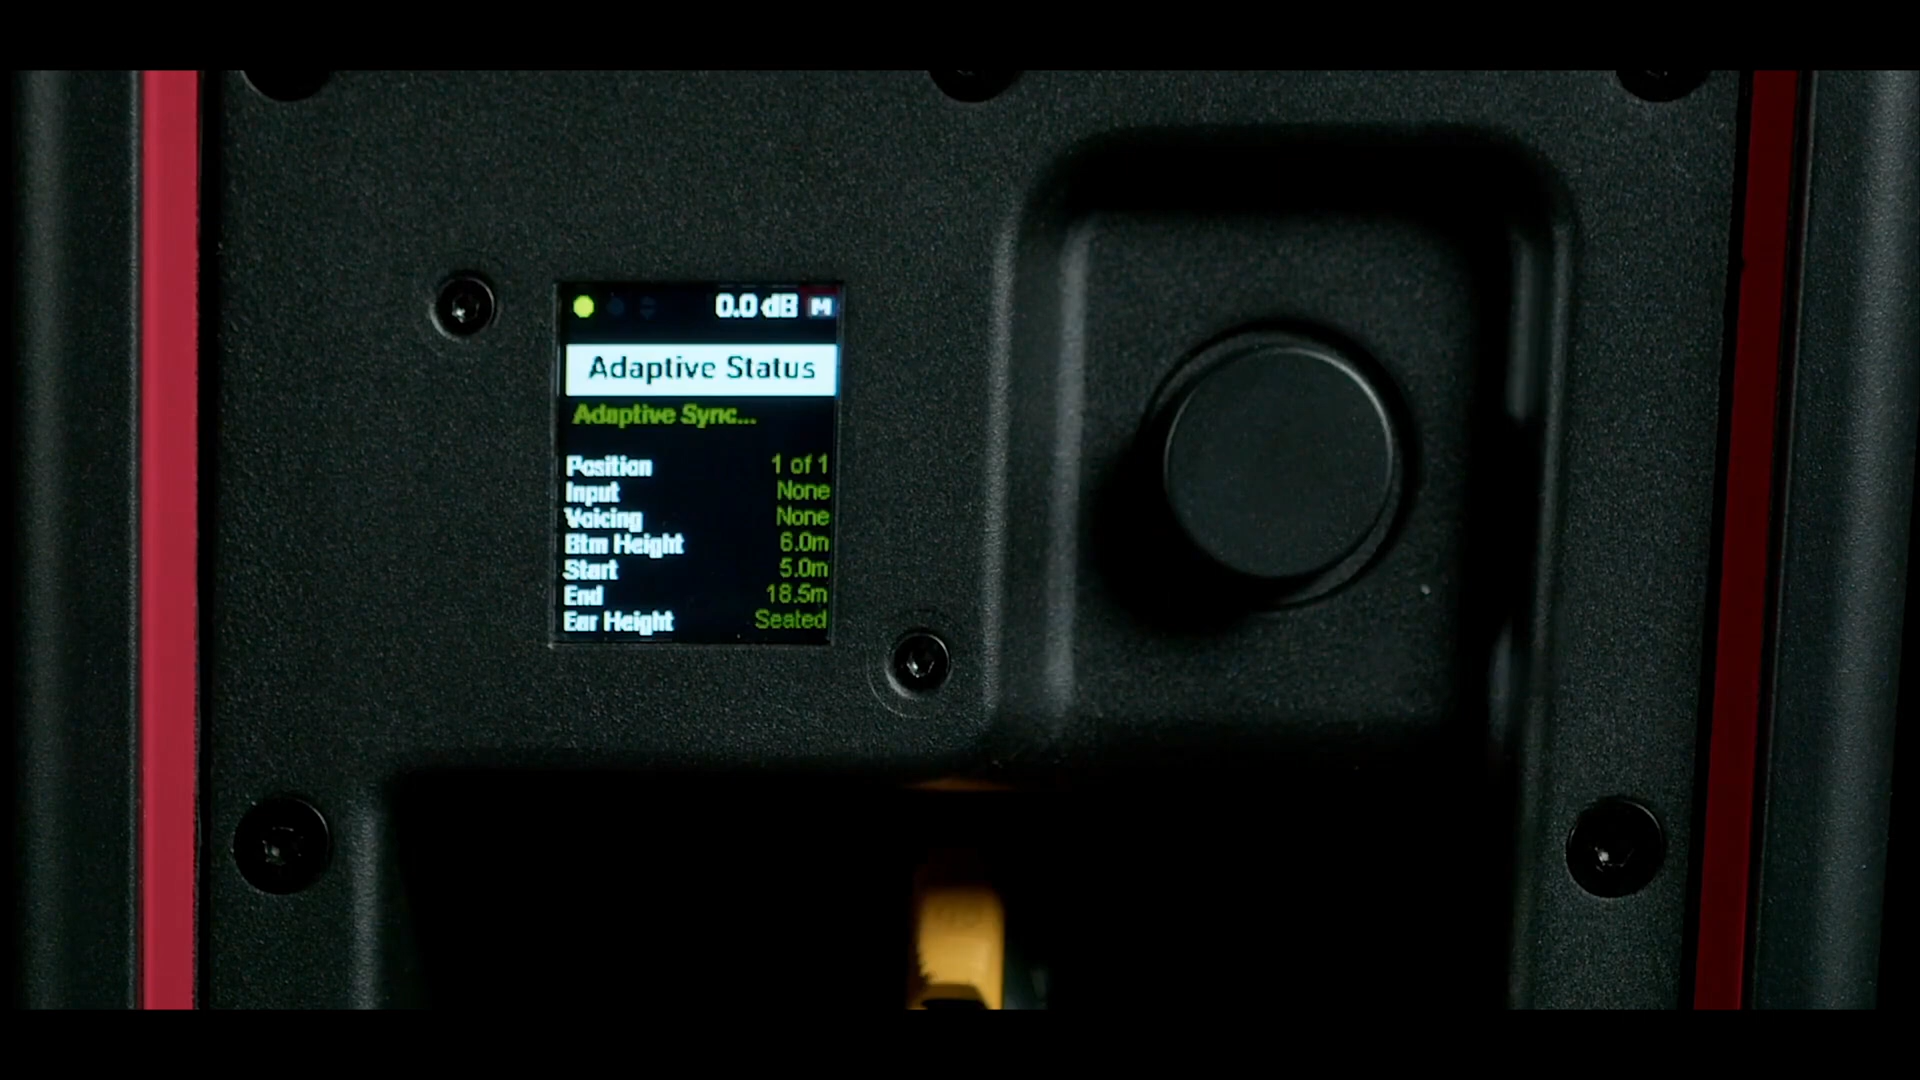 0.0 dB M
Adaptive Status
Adaptive Sync...
Position 1 of 1
Input None
Voicing None
Btm Height 6.0m
Start 5.0m
End 18.5m
Ear Height Seated